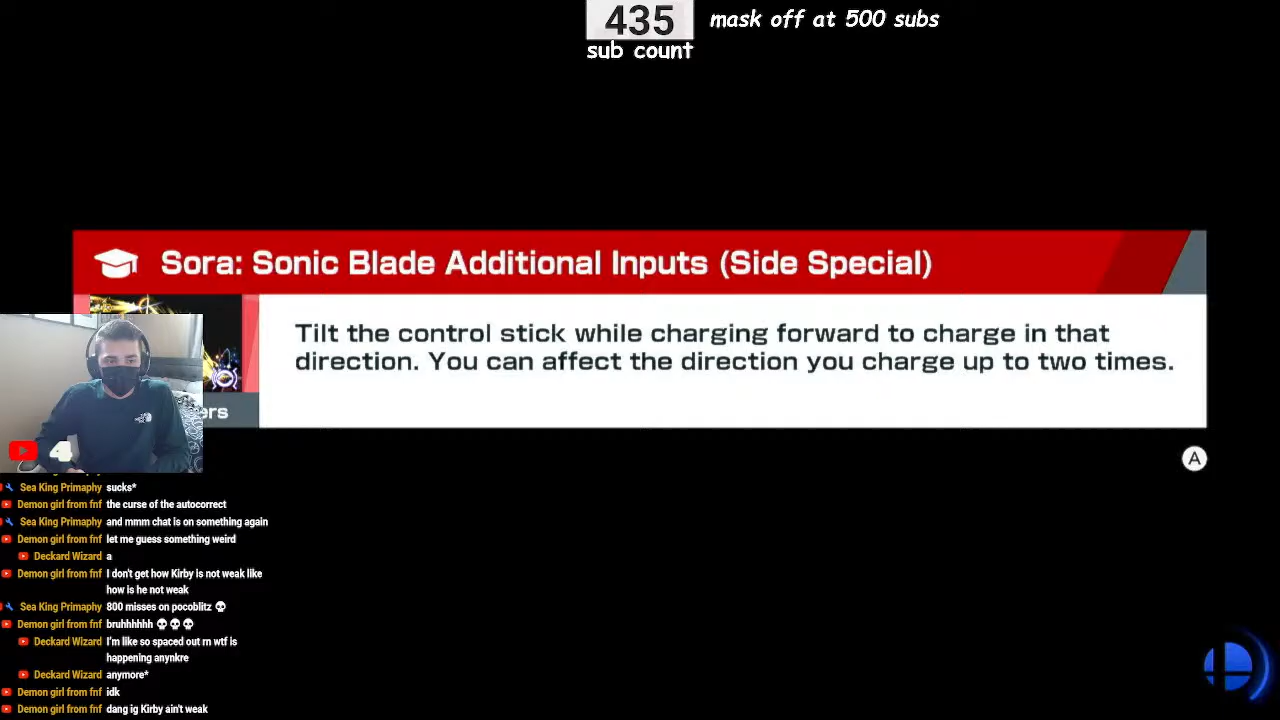 435
mask off at 500 subs
sub count
Sora: Sonic Blade Additional Inputs (Side Special)
Tilt the control stick while charging forward to charge in that
direction. You can affect the direction you charge up to two times.
ers
A
4
Sea King Primaphy sucks*
Demon girl from fnf the curse of the autocorrect
Sea King Primaphy and mmm chat is on something again
Demon girl from fnf let me guess something weird
Deckard Wizard a
Demon girl from fnf I don't get how Kirby is not weak like
how is he not weak
Sea King Primaphy 800 misses on pocoblitz 💀
Demon girl from fnf bruhhhhhh 💀💀💀
Deckard Wizard I'm like so spaced out rn wtf is
happening anynkre
Deckard Wizard anymore*
Demon girl from fnf idk
Demon girl from fnf dang ig Kirby ain't weak